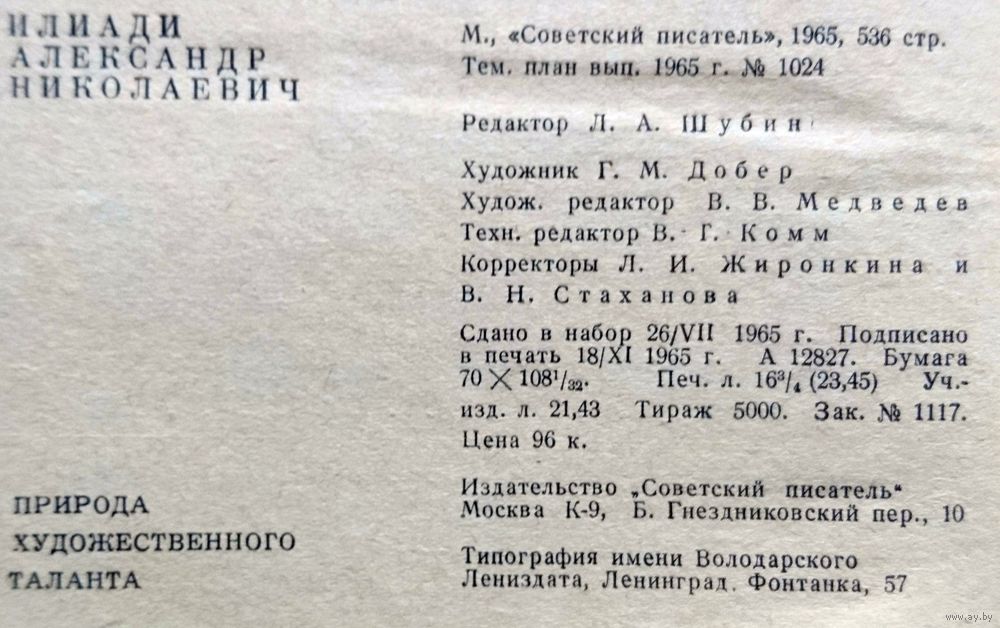 ИЛИАДИ
АЛЕКСАНДР
НИКОЛАЕВИЧ
М., «Советский писатель», 1965, 536 стр.
Тем. план вып. 1965 г. № 1024
Редактор Л. А. Шубин
Художник Г. М. Добер
Худож. редактор В. В. Медведев
Техн. редактор В. Г. Комм
Корректоры Л. И. Жиронкина и
В. Н. Стаханова
Сдано в набор 26/VII 1965 г. Подписано
в печать 18/XI 1965 г. А 12827. Бумага
70 × 108¹/₃₂. Печ. л. 16³/₄ (23,45) Уч.-
изд. л. 21,43 Тираж 5000. Зак. № 1117.
Цена 96 к.
ПРИРОДА
ХУДОЖЕСТВЕННОГО
ТАЛАНТА
Издательство „Советский писатель“
Москва К-9, Б. Гнездниковский пер., 10
Типография имени Володарского
Лениздата, Ленинград. Фонтанка, 57
www.ay.by